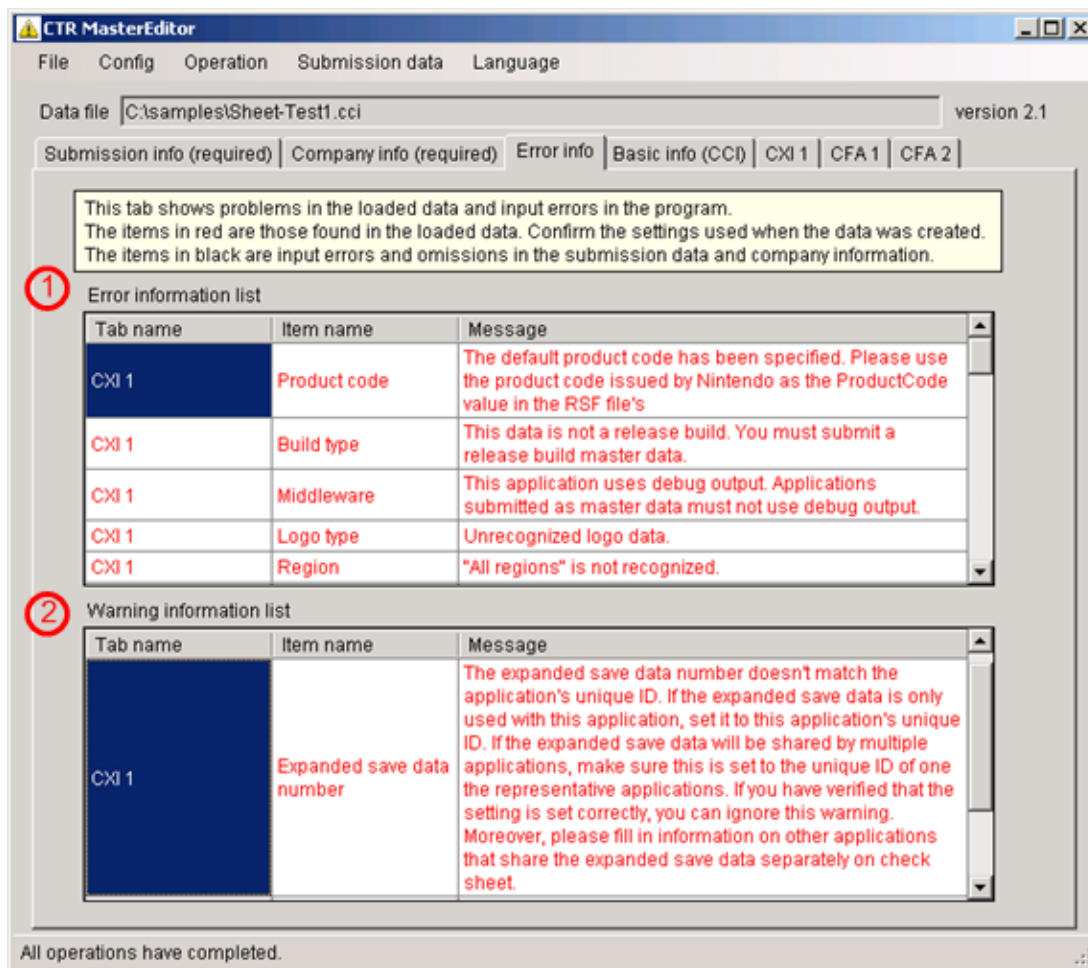 CTR MasterEditor
File Config Operation Submission data Language
Data file C:\samples\Sheet-Test1.cci version 2.1
Submission info (required) Company info (required) Error info Basic info (CCI) CXI 1 CFA 1 CFA 2
This tab shows problems in the loaded data and input errors in the program.
The items in red are those found in the loaded data. Confirm the settings used when the data was created.
The items in black are input errors and omissions in the submission data and company information.
1
Error information list
Tab name Item name Message
CXI 1 Product code
The default product code has been specified. Please use
the product code issued by Nintendo as the ProductCode
value in the RSF file's
CXI 1 Build type
This data is not a release build. You must submit a
release build master data.
CXI 1 Middleware
This application uses debug output. Applications
submitted as master data must not use debug output.
CXI 1 Logo type Unrecognized logo data.
CXI 1 Region "All regions" is not recognized.
2
Warning information list
Tab name Item name Message
CXI 1
Expanded save data
number
The expanded save data number doesn't match the
application's unique ID. If the expanded save data is only
used with this application, set it to this application's unique
ID. If the expanded save data will be shared by multiple
applications, make sure this is set to the unique ID of one
the representative applications. If you have verified that the
setting is set correctly, you can ignore this warning.
Moreover, please fill in information on other applications
that share the expanded save data separately on check
sheet.
All operations have completed.